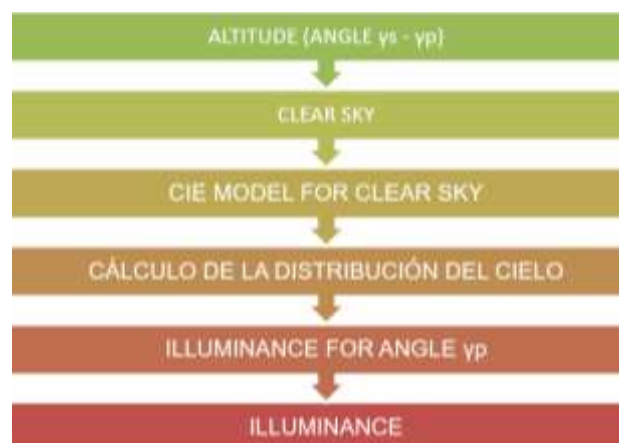 ALTITUDE (ANGLE γs - γp)
CLEAR SKY
CIE MODEL FOR CLEAR SKY
CÁLCULO DE LA DISTRIBUCIÓN DEL CIELO
ILLUMINANCE FOR ANGLE γp
ILLUMINANCE